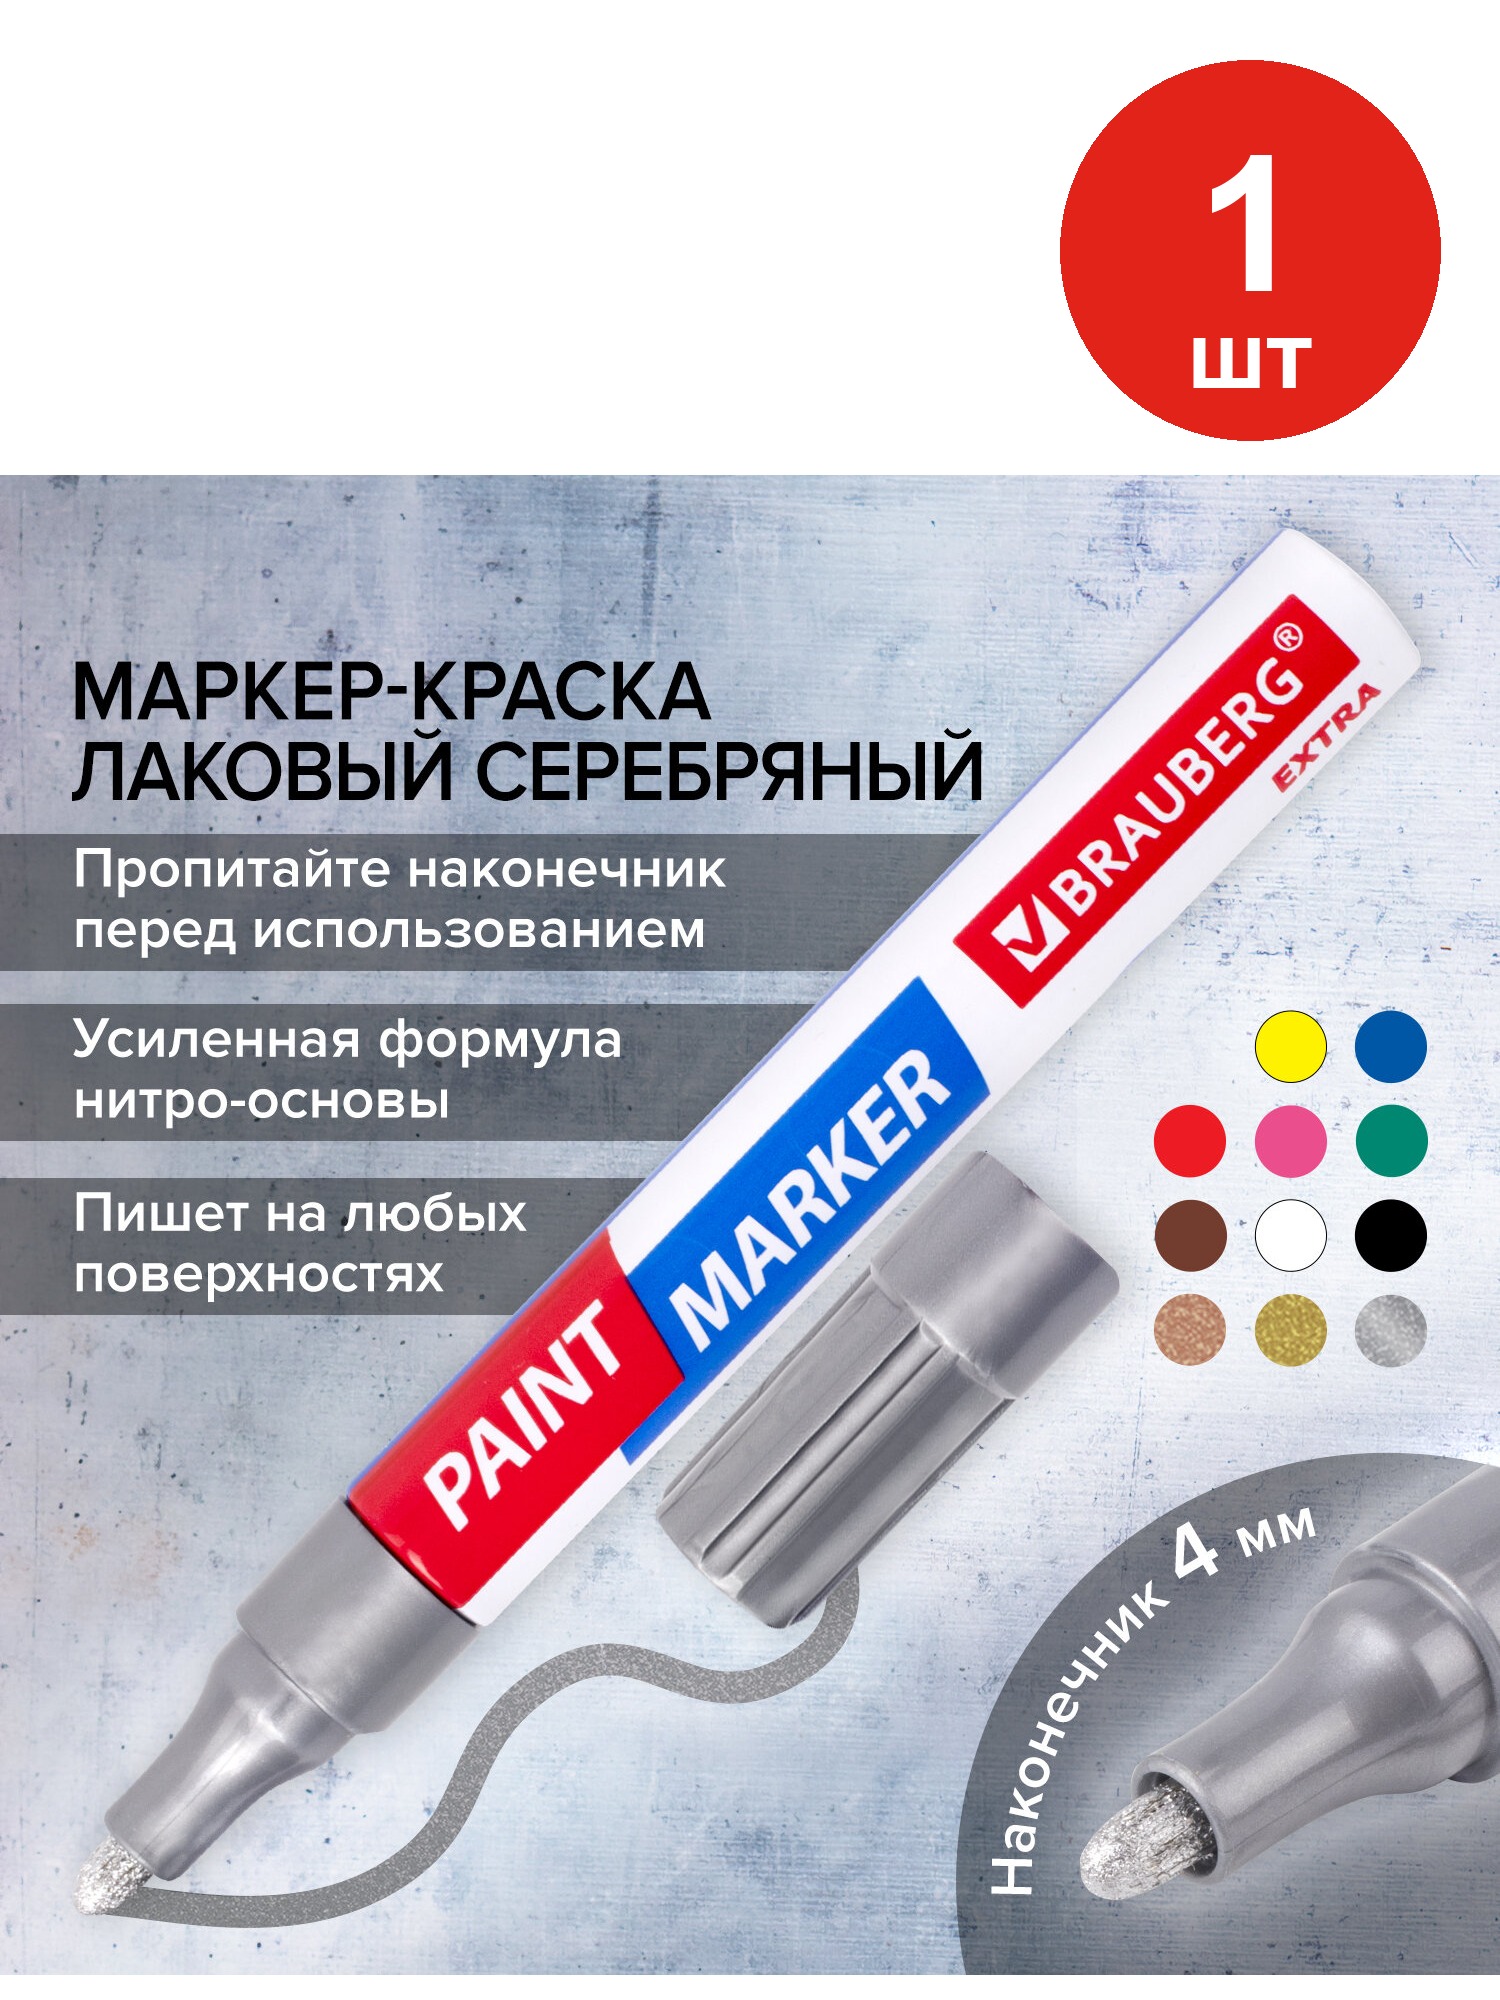 1
шт
МАРКЕР-КРАСКА
ЛАКОВЫЙ СЕРЕБРЯНЫЙ
Пропитайте наконечник
перед использованием
Усиленная формула
нитро-основы
Пишет на любых
поверхностях
BRAUBERG®
EXTRA
PAINT MARKER
Наконечник 4 мм